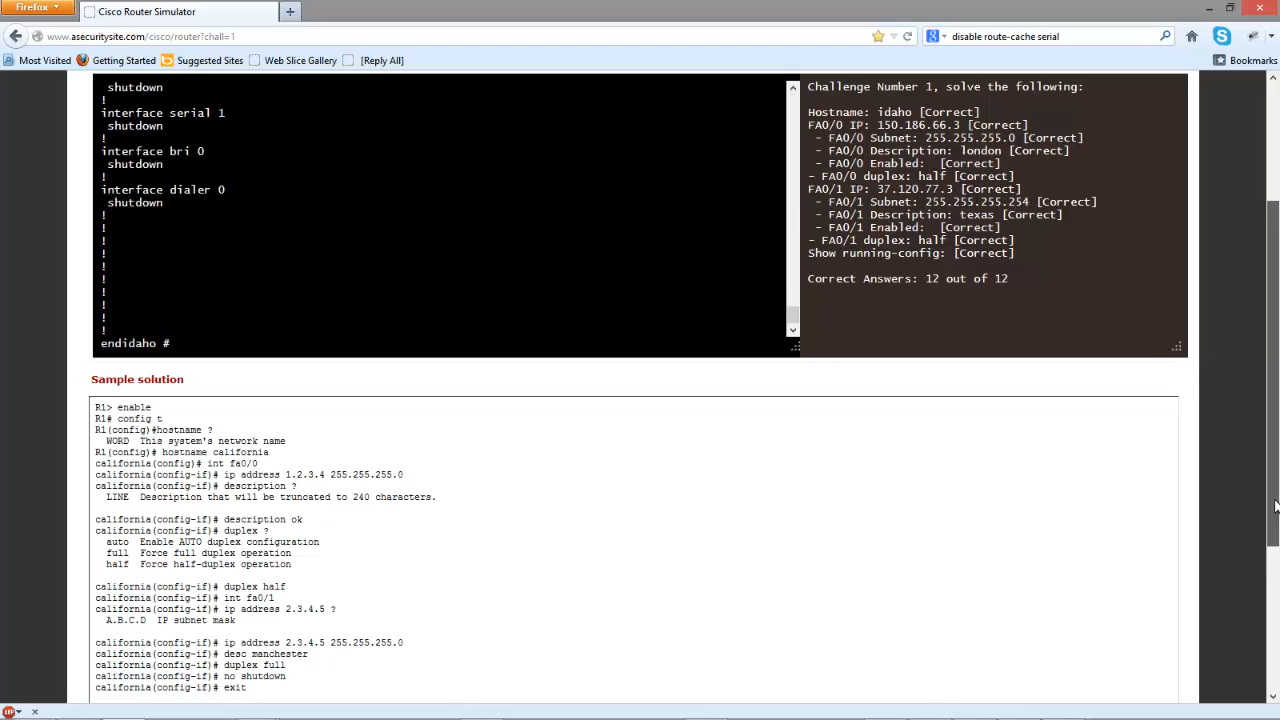 Firefox
Cisco Router Simulator
www.asecuritysite.com/cisco/router?chall=1
disable route-cache serial
Most Visited
Getting Started
Suggested Sites
Web Slice Gallery
[Reply All]
Bookmarks
shutdown
!
interface serial 1
shutdown
!
interface bri 0
shutdown
!
interface dialer 0
shutdown
!
!
!
!
!
!
!
!
!
!
endidaho #
Challenge Number 1, solve the following:
Hostname: idaho [Correct]
FA0/0 IP: 150.186.66.3 [Correct]
- FA0/0 Subnet: 255.255.255.0 [Correct]
- FA0/0 Description: london [Correct]
- FA0/0 Enabled:  [Correct]
- FA0/0 duplex: half [Correct]
FA0/1 IP: 37.120.77.3 [Correct]
- FA0/1 Subnet: 255.255.255.254 [Correct]
- FA0/1 Description: texas [Correct]
- FA0/1 Enabled:  [Correct]
- FA0/1 duplex: half [Correct]
Show running-config: [Correct]
Correct Answers: 12 out of 12
Sample solution
R1> enable
R1# config t
R1(config)#hostname ?
WORD  This system's network name
R1(config)# hostname california
california(config)# int fa0/0
california(config-if)# ip address 1.2.3.4 255.255.255.0
california(config-if)# description ?
LINE  Description that will be truncated to 240 characters.
california(config-if)# description ok
california(config-if)# duplex ?
auto  Enable AUTO duplex configuration
full  Force full duplex operation
half  Force half-duplex operation
california(config-if)# duplex half
california(config-if)# int fa0/1
california(config-if)# ip address 2.3.4.5 ?
A.B.C.D  IP subnet mask
california(config-if)# ip address 2.3.4.5 255.255.255.0
california(config-if)# desc manchester
california(config-if)# duplex full
california(config-if)# no shutdown
california(config-if)# exit